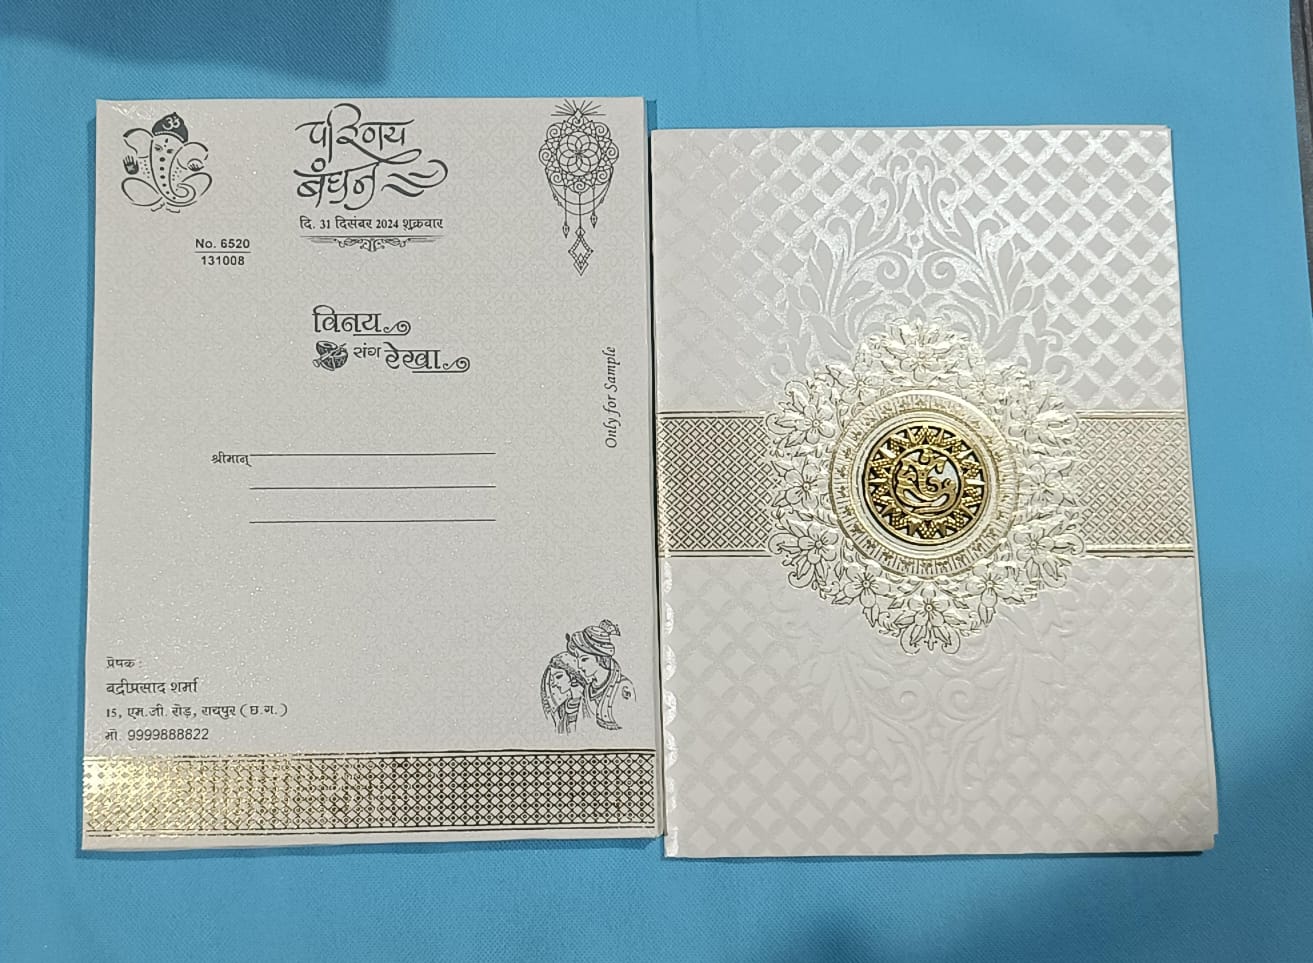 ॐ
परिणय
बंधन
दि. 31 दिसंबर 2024 शुक्रवार
No. 6520
131008
विनय
संग रेखा
Only for Sample
श्रीमान्
प्रेषक :
बद्रीप्रसाद शर्मा
15, एम.जी. रोड़, रायपुर (छ.ग.)
मो. 9999888822